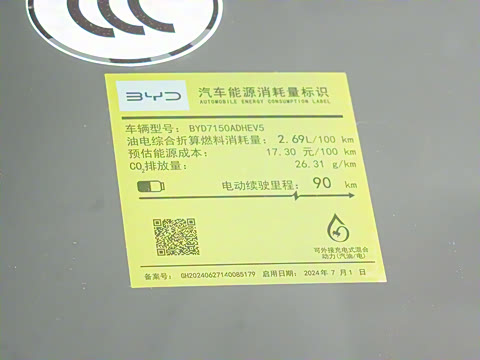 CCC
BYD 汽车能源消耗量标识
AUTOMOBILE ENERGY CONSUMPTION LABEL
车辆型号: BYD7150ADHEV5
油电综合折算燃料消耗量: 2.69L/100 km
预估能源成本: 17.30 元/100 km
CO2排放量: 26.31 g/km
电动续驶里程: 90 km
可外接充电式混合
动力(汽油/电)
备案号: GH20240627140085179 启用日期: 2024年 7月1日